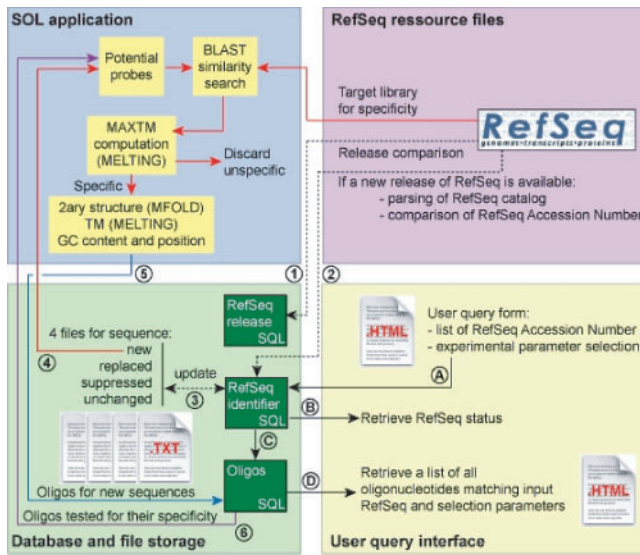 SOL application
Potential
probes
BLAST
similarity
search
MAXTM
computation
(MELTING)
Discard
unspecific
Specific
2ary structure (MFOLD)
TM (MELTING)
GC content and position
5
1
RefSeq ressource files
Target library
for specificity
RefSeq
genomes·transcripts·proteins
Release comparison
If a new release of RefSeq is available:
- parsing of RefSeq catalog
- comparison of RefSeq Accession Number
2
4 files for sequence:
new
replaced
suppressed
unchanged
4
update
3
RefSeq
release
SQL
RefSeq
identifier
SQL
C
Oligos
SQL
.TXT
Oligos for new sequences
Oligos tested for their specificity
6
Database and file storage
.HTML
User query form:
- list of RefSeq Accession Number
- experimental parameter selection
A
B
Retrieve RefSeq status
D
Retrieve a list of all
oligonucleotides matching input
RefSeq and selection parameters
.HTML
User query interface